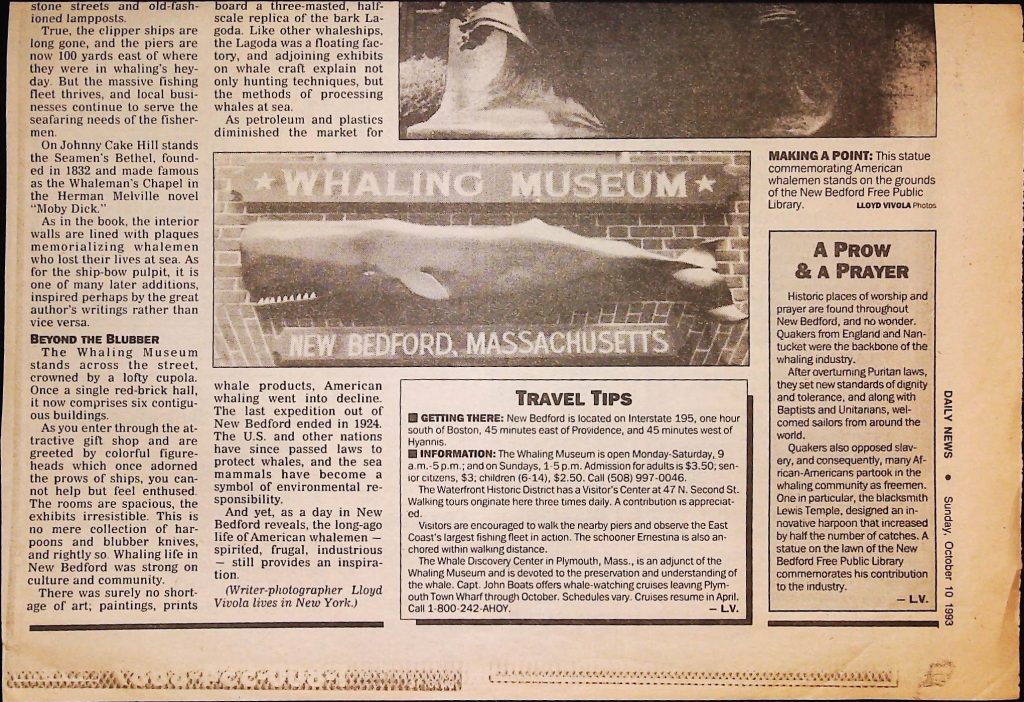 stone streets and old-fash-
ioned lampposts.
True, the clipper ships are
long gone, and the piers are
now 100 yards east of where
they were in whaling's hey-
day. But the massive fishing
fleet thrives, and local busi-
nesses continue to serve the
seafaring needs of the fisher-
men.
On Johnny Cake Hill stands
the Seamen's Bethel, found-
ed in 1832 and made famous
as the Whaleman's Chapel in
the Herman Melville novel
"Moby Dick."
As in the book, the interior
walls are lined with plaques
memorializing whalemen
who lost their lives at sea. As
for the ship-bow pulpit, it is
one of many later additions,
inspired perhaps by the great
author's writings rather than
vice versa.
BEYOND THE BLUBBER
The Whaling Museum
stands across the street,
crowned by a lofty cupola.
Once a single red-brick hall,
it now comprises six contigu-
ous buildings.
As you enter through the at-
tractive gift shop and are
greeted by colorful figure-
heads which once adorned
the prows of ships, you can-
not help but feel enthused.
The rooms are spacious, the
exhibits irresistible. This is
no mere collection of har-
poons and blubber knives,
and rightly so. Whaling life in
New Bedford was strong on
culture and community.
There was surely no short-
age of art; paintings, prints
board a three-masted, half-
scale replica of the bark La-
goda. Like other whaleships,
the Lagoda was a floating fac-
tory, and adjoining exhibits
on whale craft explain not
only hunting techniques, but
the methods of processing
whales at sea.
As petroleum and plastics
diminished the market for
WHALING MUSEUM
NEW BEDFORD, MASSACHUSETTS
whale products, American
whaling went into decline.
The last expedition out of
New Bedford ended in 1924.
The U.S. and other nations
have since passed laws to
protect whales, and the sea
mammals have become a
symbol of environmental re-
sponsibility.
And yet, as a day in New
Bedford reveals, the long-ago
life of American whalemen —
spirited, frugal, industrious
— still provides an inspira-
tion.
(Writer-photographer Lloyd
Vivola lives in New York.)
TRAVEL TIPS
■ GETTING THERE: New Bedford is located on Interstate 195, one hour
south of Boston, 45 minutes east of Providence, and 45 minutes west of
Hyannis.
■ INFORMATION: The Whaling Museum is open Monday-Saturday, 9
a.m.-5 p.m.; and on Sundays, 1-5 p.m. Admission for adults is $3.50; sen-
ior citizens, $3; children (6-14), $2.50. Call (508) 997-0046.
The Waterfront Historic District has a Visitor's Center at 47 N. Second St.
Walking tours originate here three times daily. A contribution is appreciat-
ed.
Visitors are encouraged to walk the nearby piers and observe the East
Coast's largest fishing fleet in action. The schooner Ernestina is also an-
chored within walking distance.
The Whale Discovery Center in Plymouth, Mass., is an adjunct of the
Whaling Museum and is devoted to the preservation and understanding of
the whale. Capt. John Boats offers whale-watching cruises leaving Plym-
outh Town Wharf through October. Schedules vary. Cruises resume in April.
Call 1-800-242-AHOY.
— L.V.
MAKING A POINT: This statue
commemorating American
whalemen stands on the grounds
of the New Bedford Free Public
Library.
LLOYD VIVOLA Photos
A PROW
& A PRAYER
Historic places of worship and
prayer are found throughout
New Bedford, and no wonder.
Quakers from England and Nan-
tucket were the backbone of the
whaling industry.
After overturning Puritan laws,
they set new standards of dignity
and tolerance, and along with
Baptists and Unitarians, wel-
comed sailors from around the
world.
Quakers also opposed slav-
ery, and consequently, many Af-
rican-Americans partook in the
whaling community as freemen.
One in particular, the blacksmith
Lewis Temple, designed an in-
novative harpoon that increased
by half the number of catches. A
statue on the lawn of the New
Bedford Free Public Library
commemorates his contribution
to the industry.
— L.V.
DAILY NEWS • Sunday, October 10 1993